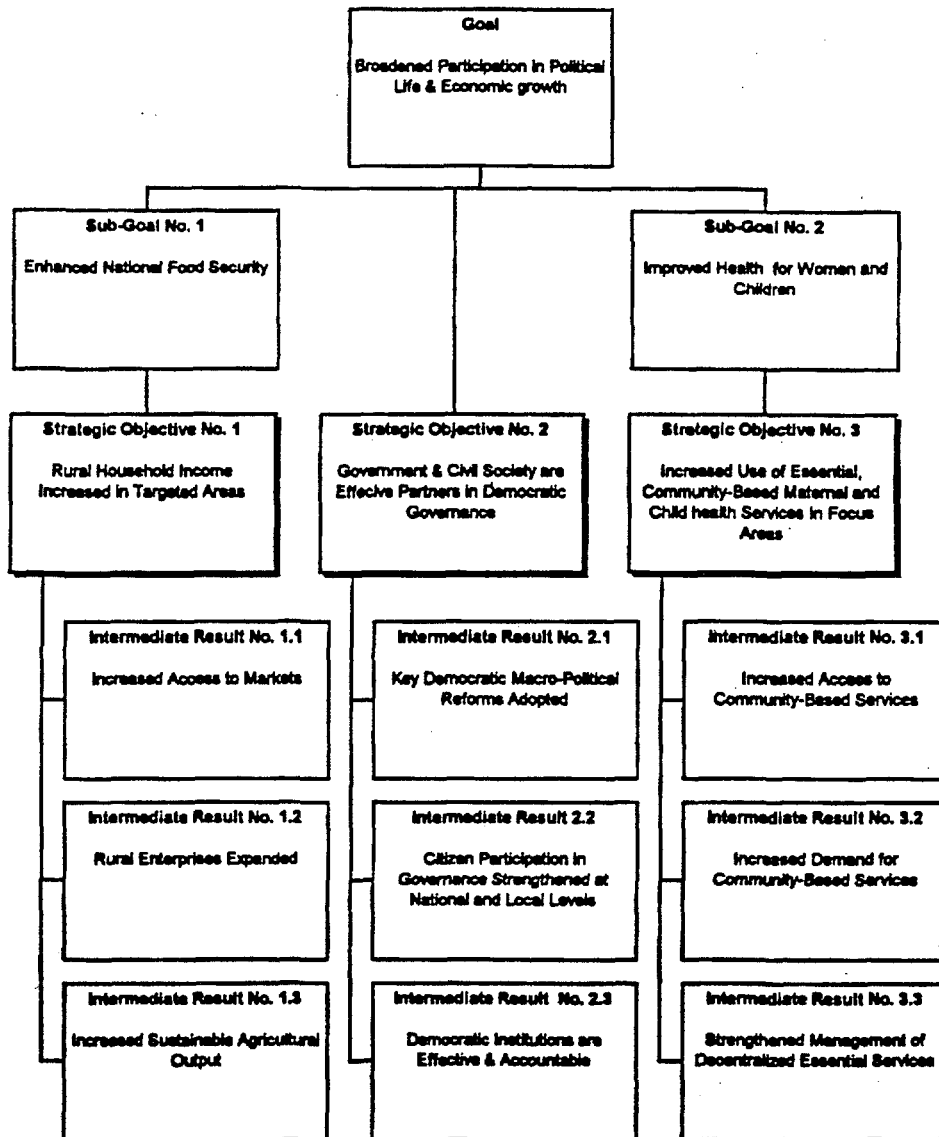 Goal
Broadened Participation in Political
Life & Economic growth
Sub-Goal No. 1
Enhanced National Food Security
Sub-Goal No. 2
Improved Health for Women and
Children
Strategic Objective No. 1
Rural Household Income
Increased in Targeted Areas
Strategic Objective No. 2
Government & Civil Society are
Effecive Partners in Democratic
Governance
Strategic Objective No. 3
Increased Use of Essential,
Community-Based Maternal and
Child health Services in Focus
Areas
Intermediate Result No. 1.1
Increased Access to Markets
Intermediate Result No. 2.1
Key Democratic Macro-Political
Reforms Adopted
Intermediate Result No. 3.1
Increased Access to
Community-Based Services
Intermediate Result No. 1.2
Rural Enterprises Expanded
Intermediate Result 2.2
Citizen Participation in
Governance Strengthened at
National and Local Levels
Intermediate Result No. 3.2
Increased Demand for
Community-Based Services
Intermediate Result No. 1.3
Increased Sustainable Agricultural
Output
Intermediate Result No. 2.3
Democratic Institutions are
Effective & Accountable
Intermediate Result No. 3.3
Strengthened Management of
Decentralized Essential Services